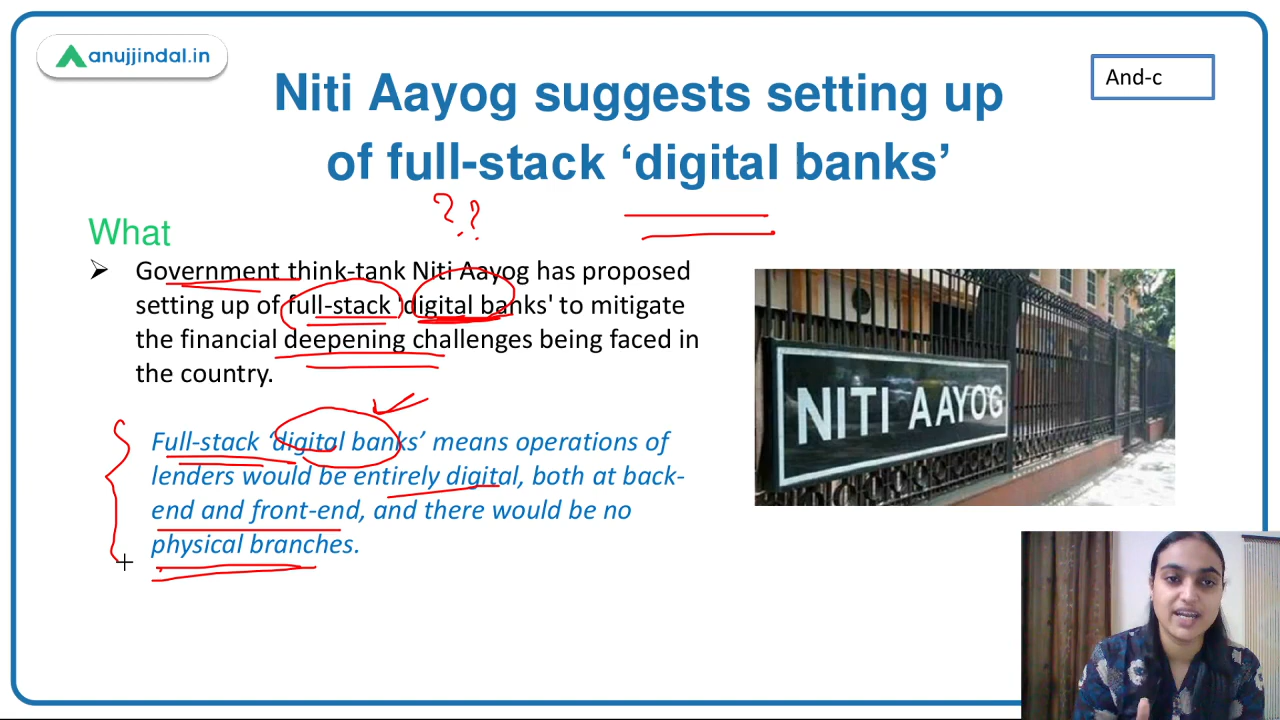 anujjindal.in
And-c
Niti Aayog suggests setting up
of full-stack ‘digital banks’
??
What
➢ Government think-tank Niti Aayog has proposed
setting up of full-stack 'digital banks' to mitigate
the financial deepening challenges being faced in
the country.
Full-stack ‘digital banks’ means operations of
lenders would be entirely digital, both at back-
end and front-end, and there would be no
physical branches.
NITI AAYOG